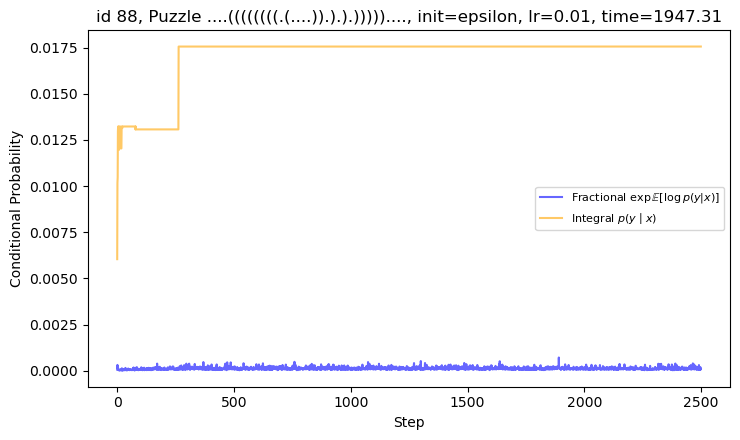 id 88, Puzzle ....((((((((.(....)).).).)))))...., init=epsilon, lr=0.01, time=1947.31
0.0175
0.0150
0.0125
0.0100
0.0075
0.0050
0.0025
0.0000
Conditional Probability
Fractional exp𝔼[log p(y|x)]
Integral p(y | x)
0 500 1000 1500 2000 2500
Step